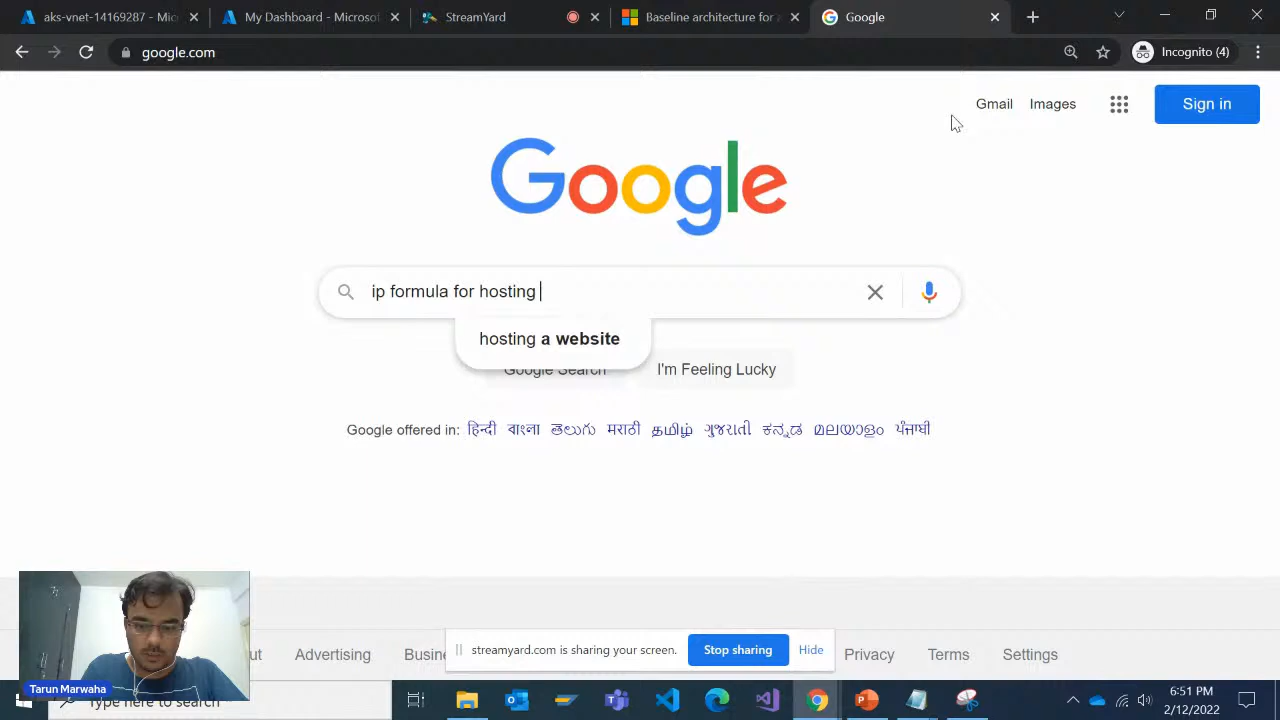 aks-vnet-14169287 - Mic
My Dashboard - Microsof
StreamYard
Baseline architecture for a
Google
google.com
Incognito (4)
Gmail
Images
Sign in
Google
ip formula for hosting
hosting a website
Google Search
I'm Feeling Lucky
Google offered in: हिन्दी বাংলা తెలుగు मराठी தமிழ் ગુજરાતી ಕನ್ನಡ മലയാളം ਪੰਜਾਬੀ
ut
Advertising
Busine
streamyard.com is sharing your screen.
Stop sharing
Hide
Privacy
Terms
Settings
Tarun Marwaha
Type here to search
6:51 PM
2/12/2022